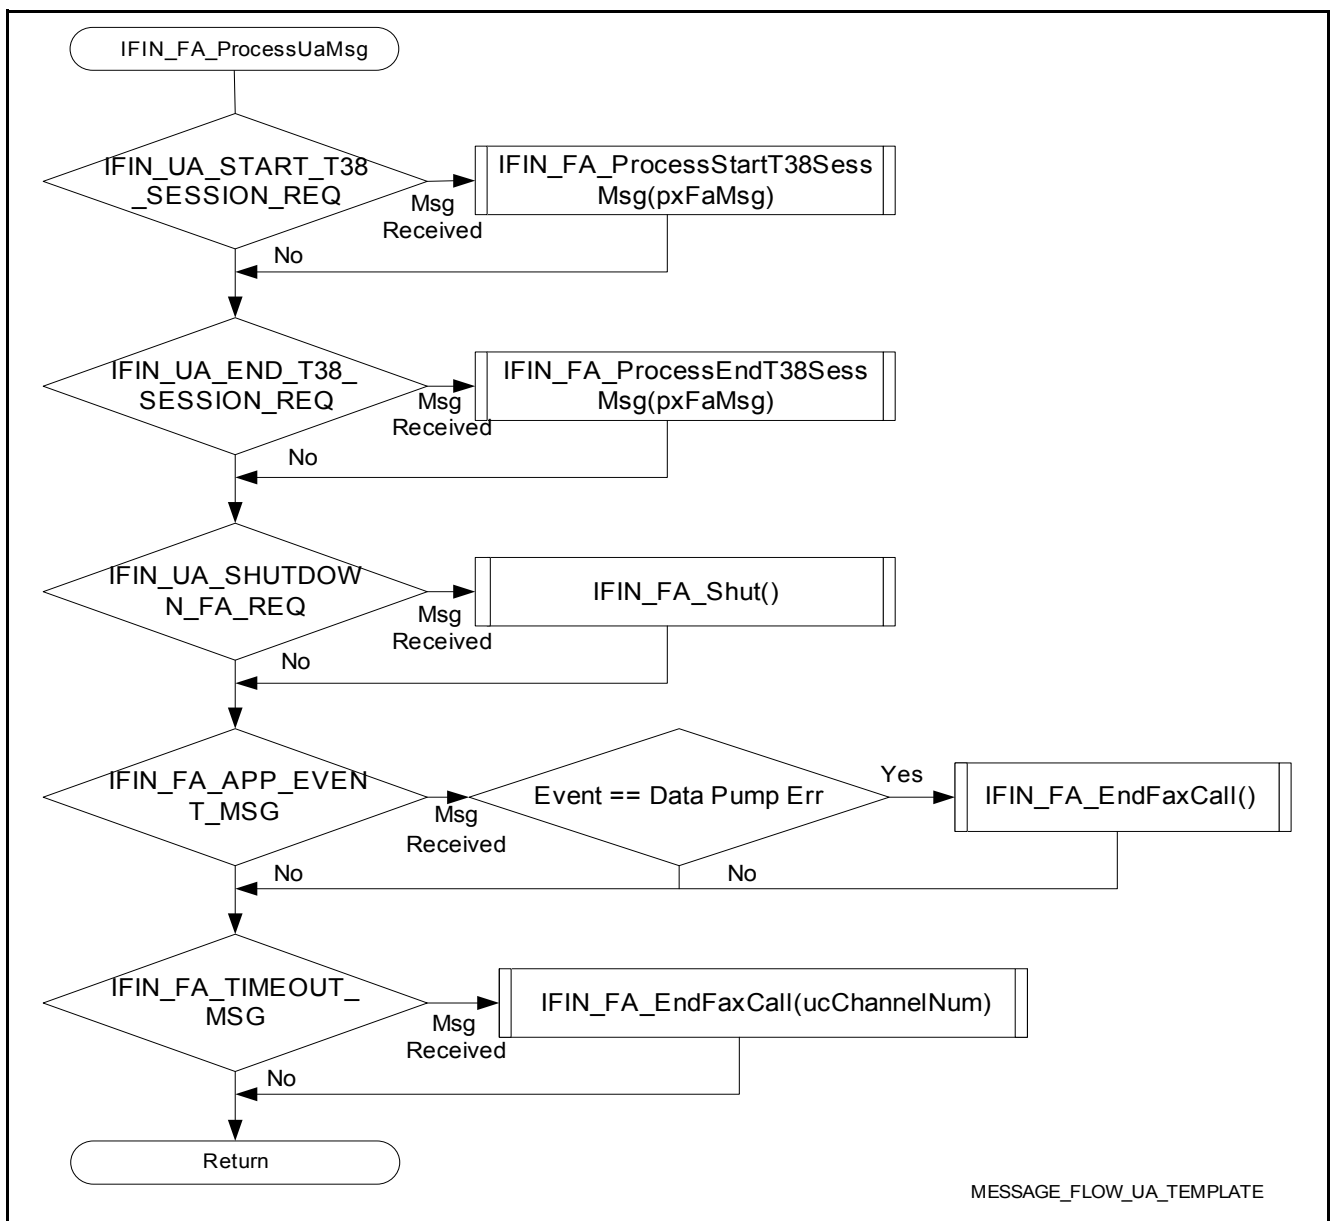 IFIN_FA_ProcessUaMsg
IFIN_UA_START_T38
_SESSION_REQ
Msg
Received
IFIN_FA_ProcessStartT38Sess
Msg(pxFaMsg)
No
IFIN_UA_END_T38_
SESSION_REQ
Msg
Received
IFIN_FA_ProcessEndT38Sess
Msg(pxFaMsg)
No
IFIN_UA_SHUTDOW
N_FA_REQ
Msg
Received
IFIN_FA_Shut()
No
IFIN_FA_APP_EVEN
T_MSG
Msg
Received
Event == Data Pump Err
Yes
IFIN_FA_EndFaxCall()
No
No
IFIN_FA_TIMEOUT_
MSG
Msg
Received
IFIN_FA_EndFaxCall(ucChannelNum)
No
Return
MESSAGE_FLOW_UA_TEMPLATE